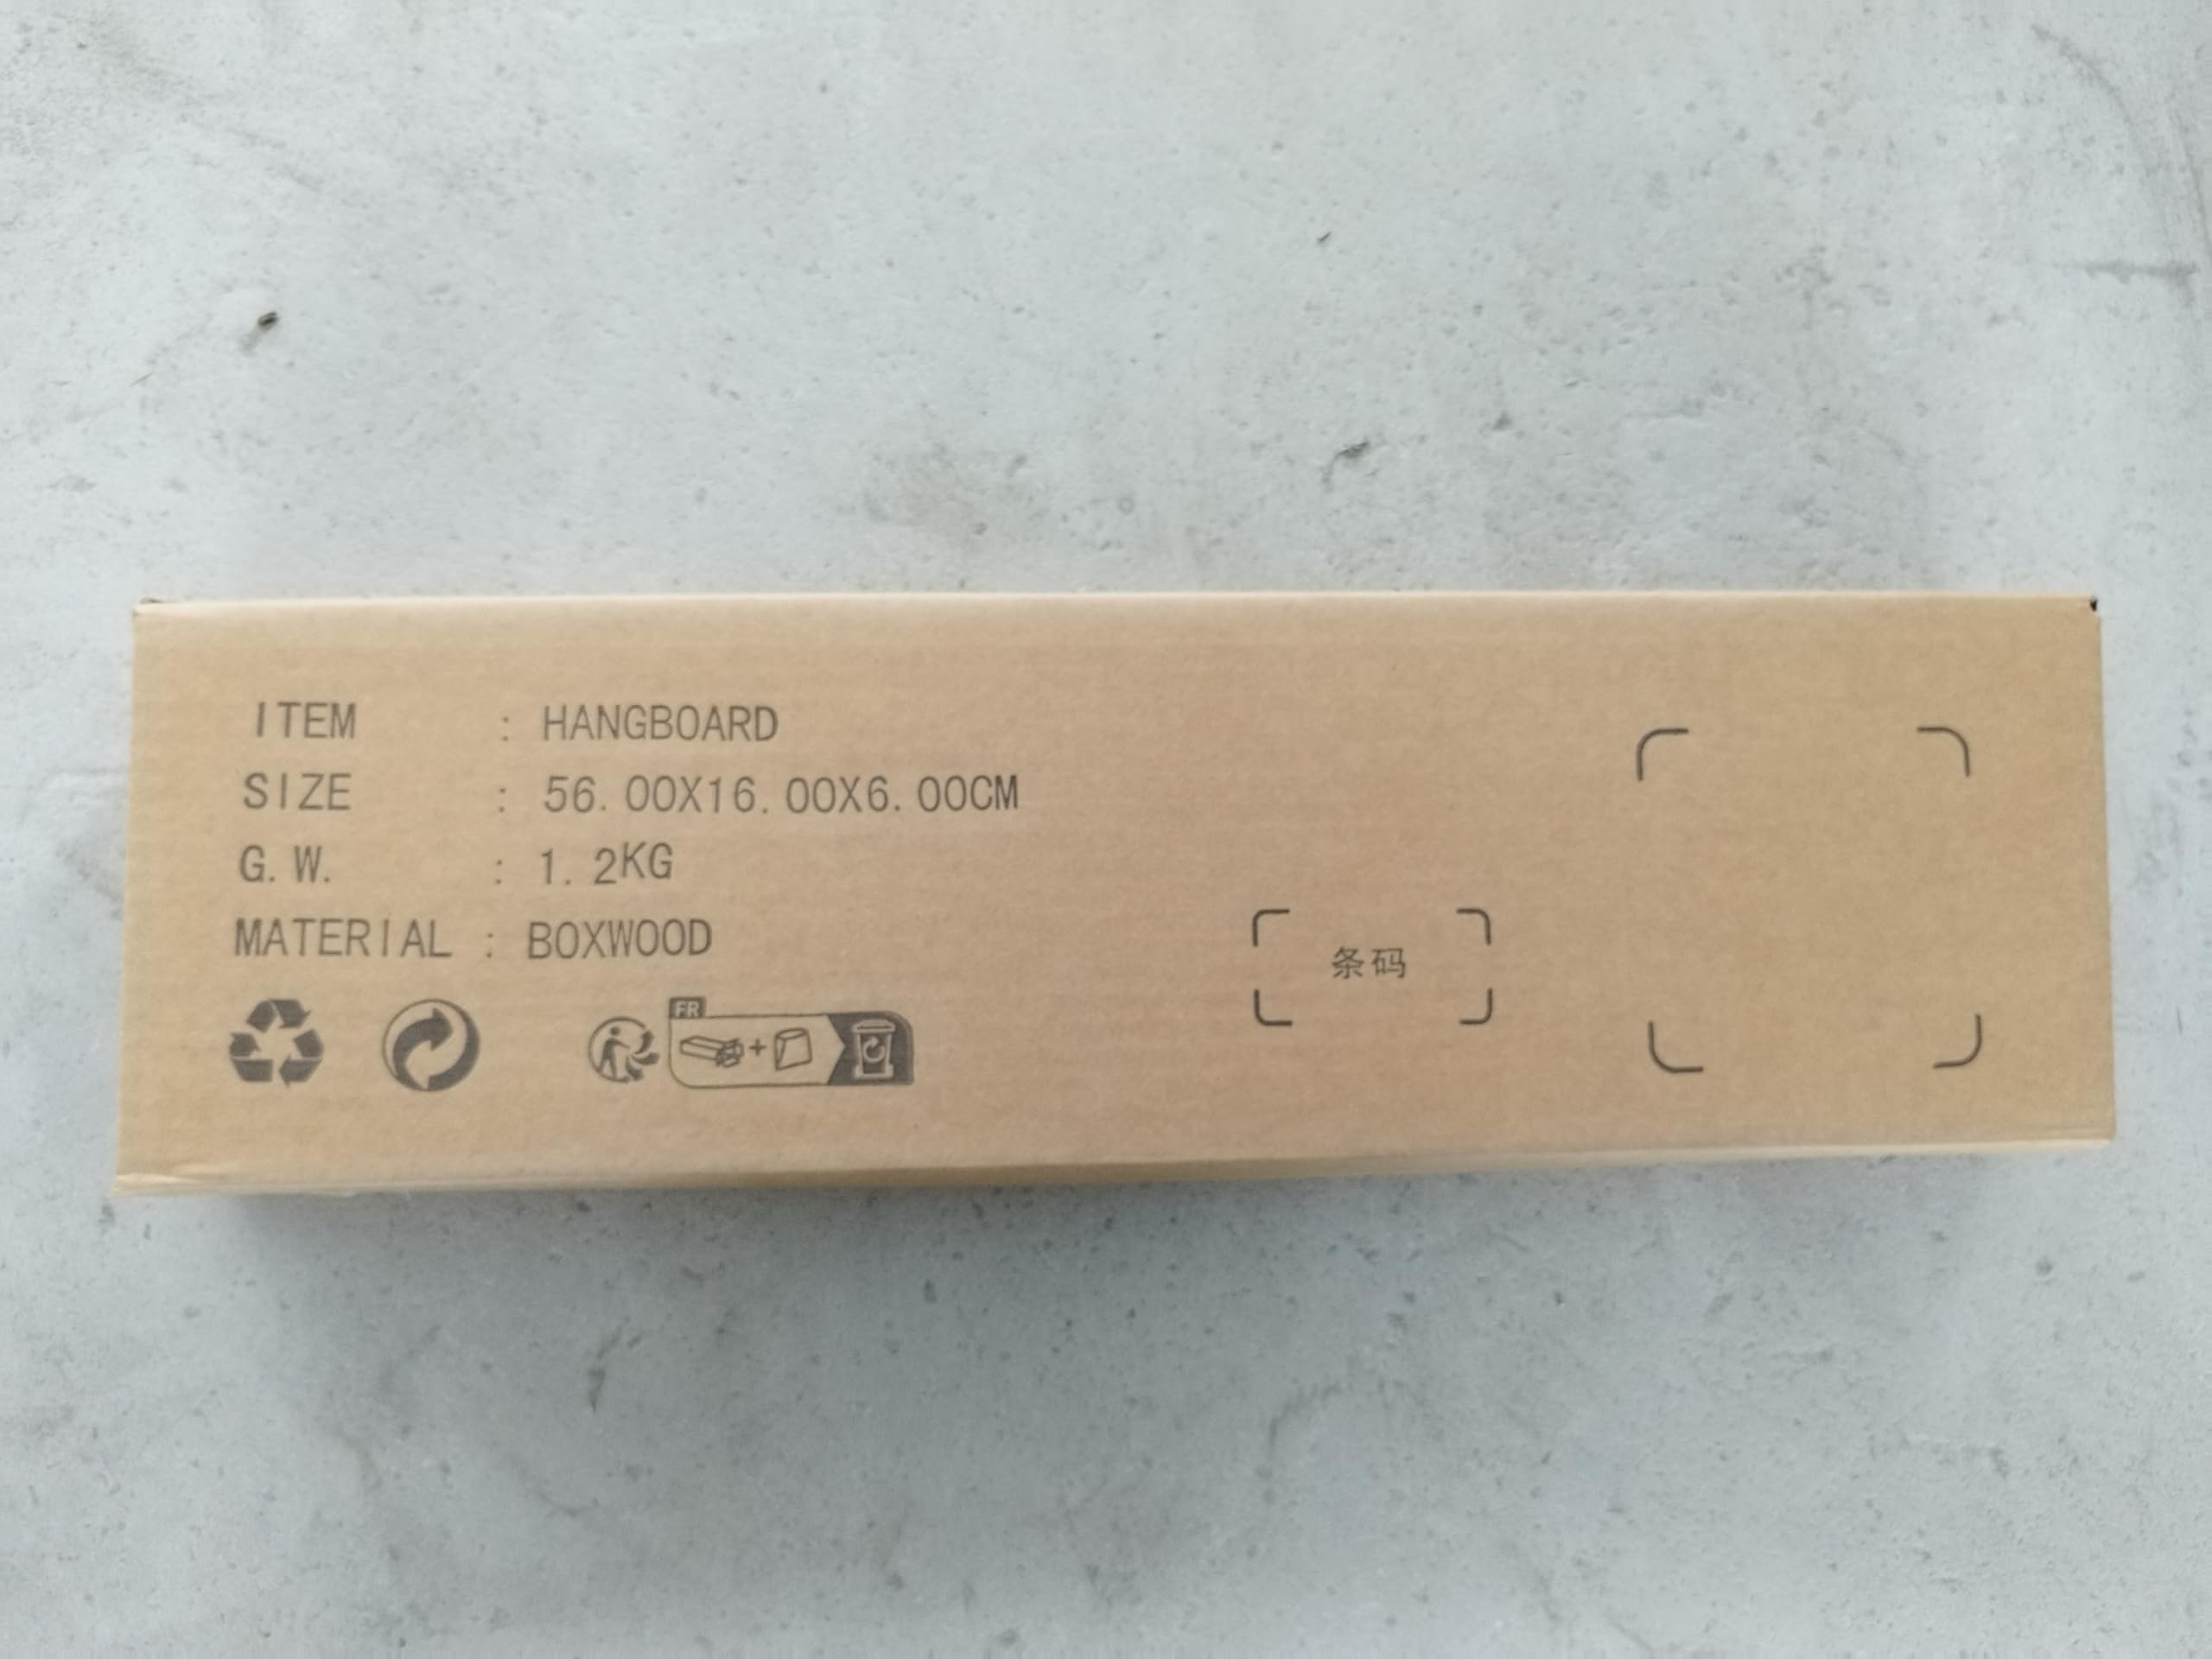 ITEM : HANGBOARD
SIZE : 56.00X16.00X6.00CM
G.W. : 1.2KG
MATERIAL : BOXWOOD
条码
FR